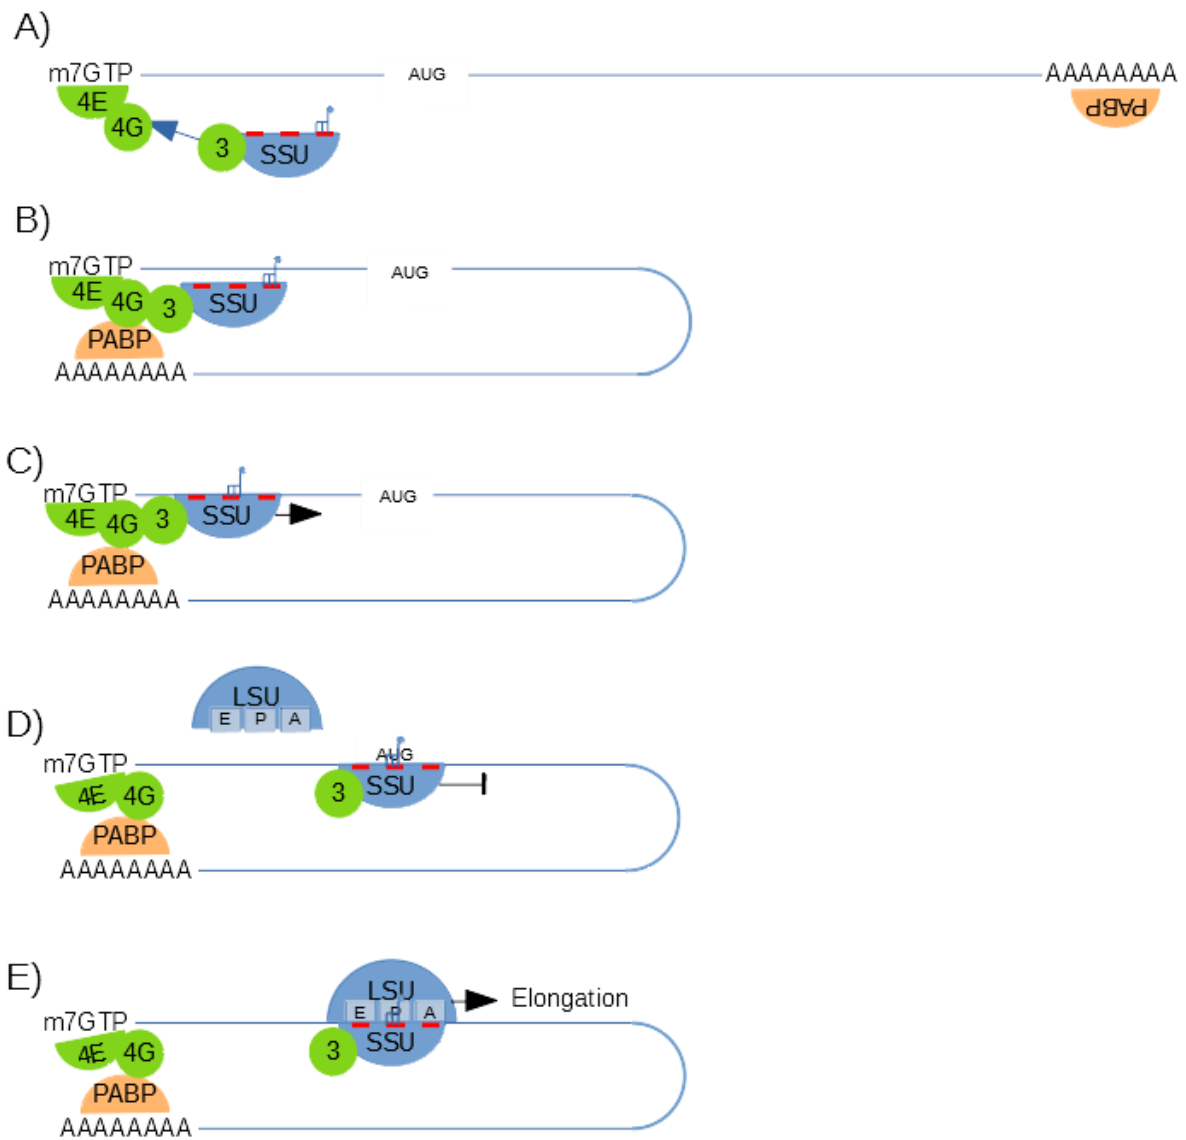 A)
m7GTP AUG AAAAAAAA
4E
4G 3 SSU PABP
B)
m7GTP AUG
4E 4G 3 SSU
PABP
AAAAAAAA
C)
m7GTP AUG
4E 4G 3 SSU
PABP
AAAAAAAA
LSU
E P A
D)
m7GTP AUG
4E 4G 3 SSU
PABP
AAAAAAAA
E)
LSU
E P A Elongation
m7GTP
4E 4G 3 SSU
PABP
AAAAAAAA